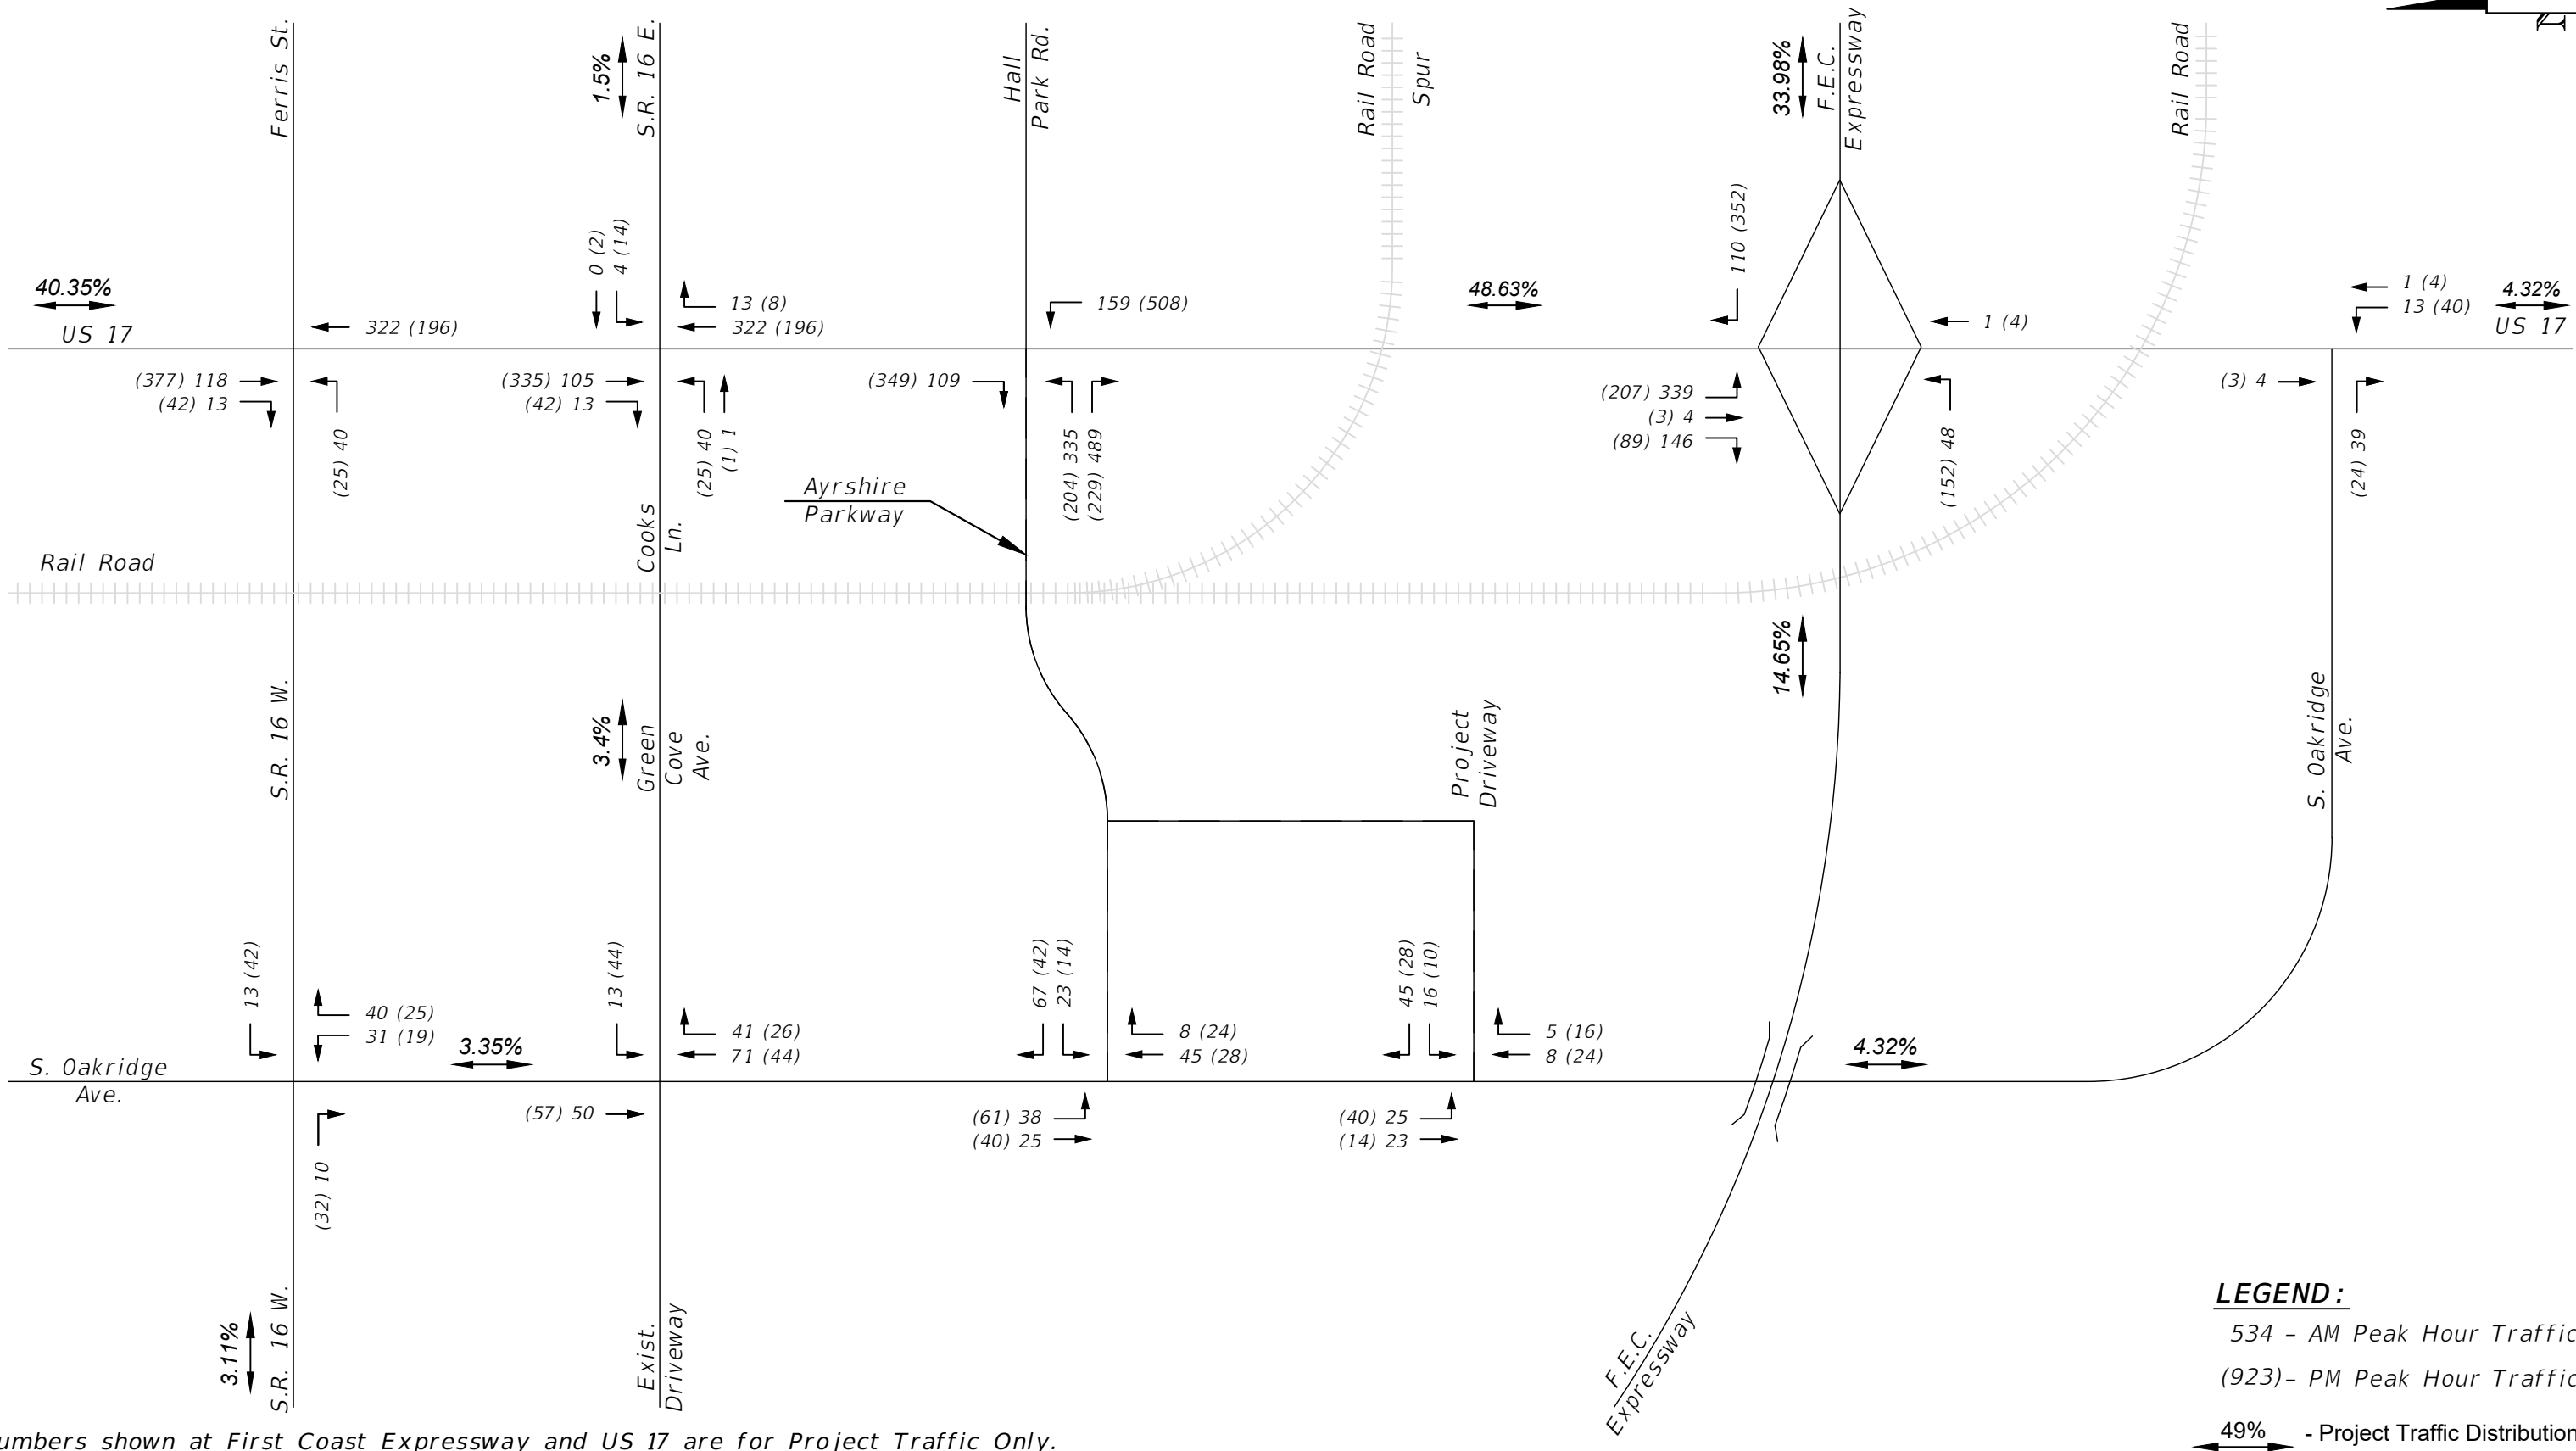 Ferris St.
1.5%
S.R. 16 E.
Hall
Park Rd.
Rail Road
Spur
33.98%
F.E.C.
Expressway
Rail Road
0 (2)
4 (14)
110 (352)
40.35%
US 17
322 (196)
13 (8)
322 (196)
159 (508)
48.63%
1 (4)
1 (4)
13 (40)
4.32%
US 17
(377) 118
(42) 13
(25) 40
(335) 105
(42) 13
(25) 40
(1) 1
(349) 109
(204) 335
(229) 489
(207) 339
(3) 4
(89) 146
(152) 48
(3) 4
(24) 39
Ayrshire
Parkway
Cooks
Ln.
Rail Road
S.R. 16 W.
3.4%
Green
Cove
Ave.
Project
Driveway
14.65%
S. Oakridge
Ave.
13 (42)
40 (25)
31 (19)
3.35%
13 (44)
41 (26)
71 (44)
67 (42)
23 (14)
8 (24)
45 (28)
45 (28)
16 (10)
5 (16)
8 (24)
4.32%
S. Oakridge
Ave.
(32) 10
(57) 50
(61) 38
(40) 25
(40) 25
(14) 23
3.11%
S.R. 16 W.
Exist.
Driveway
F.E.C.
Expressway
LEGEND:
534 - AM Peak Hour Traffic
(923)- PM Peak Hour Traffic
49% - Project Traffic Distribution
umbers shown at First Coast Expressway and US 17 are for Project Traffic Only.